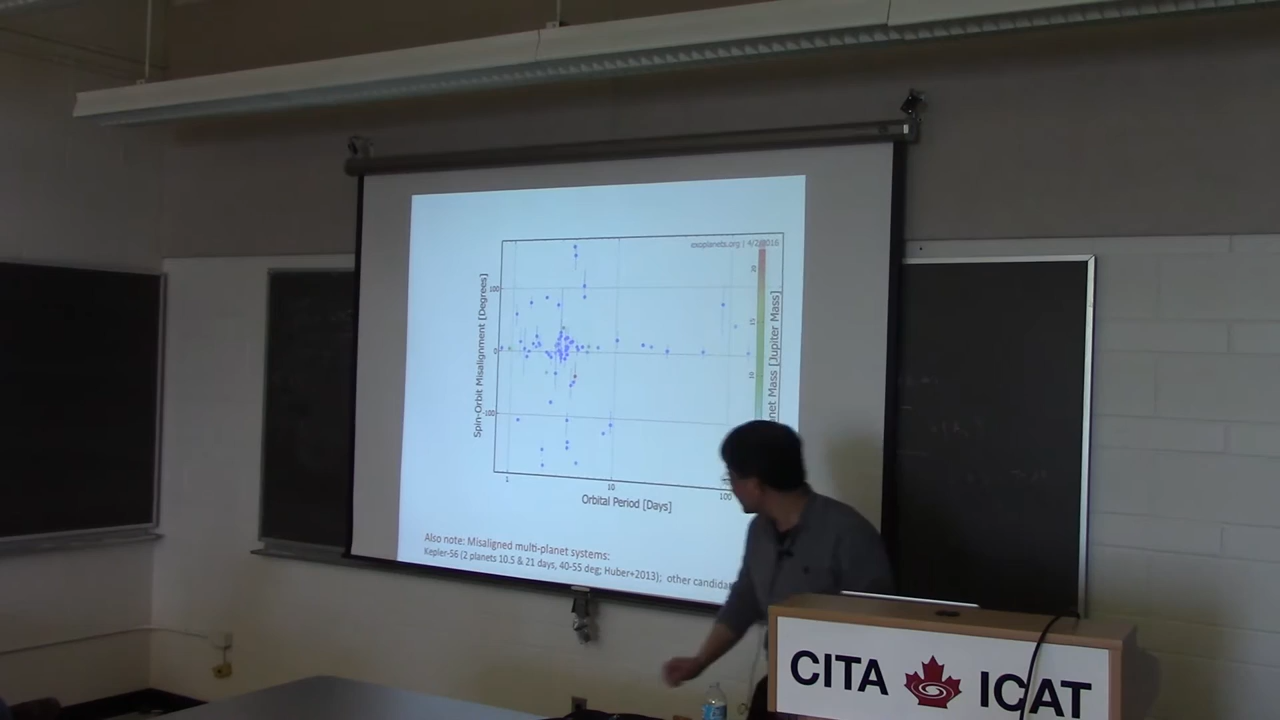 exoplanets.org | 4/2/2016
Spin-Orbit Misalignment [Degrees]
100
0
-100
1
10
100
Orbital Period [Days]
15
10
Mass [Jupiter Mass]
Also note: Misaligned multi-planet systems:
Kepler-56 (2 planets 10.5 & 21 days, 40-55 deg; Huber+2013); other
CITA ICAT